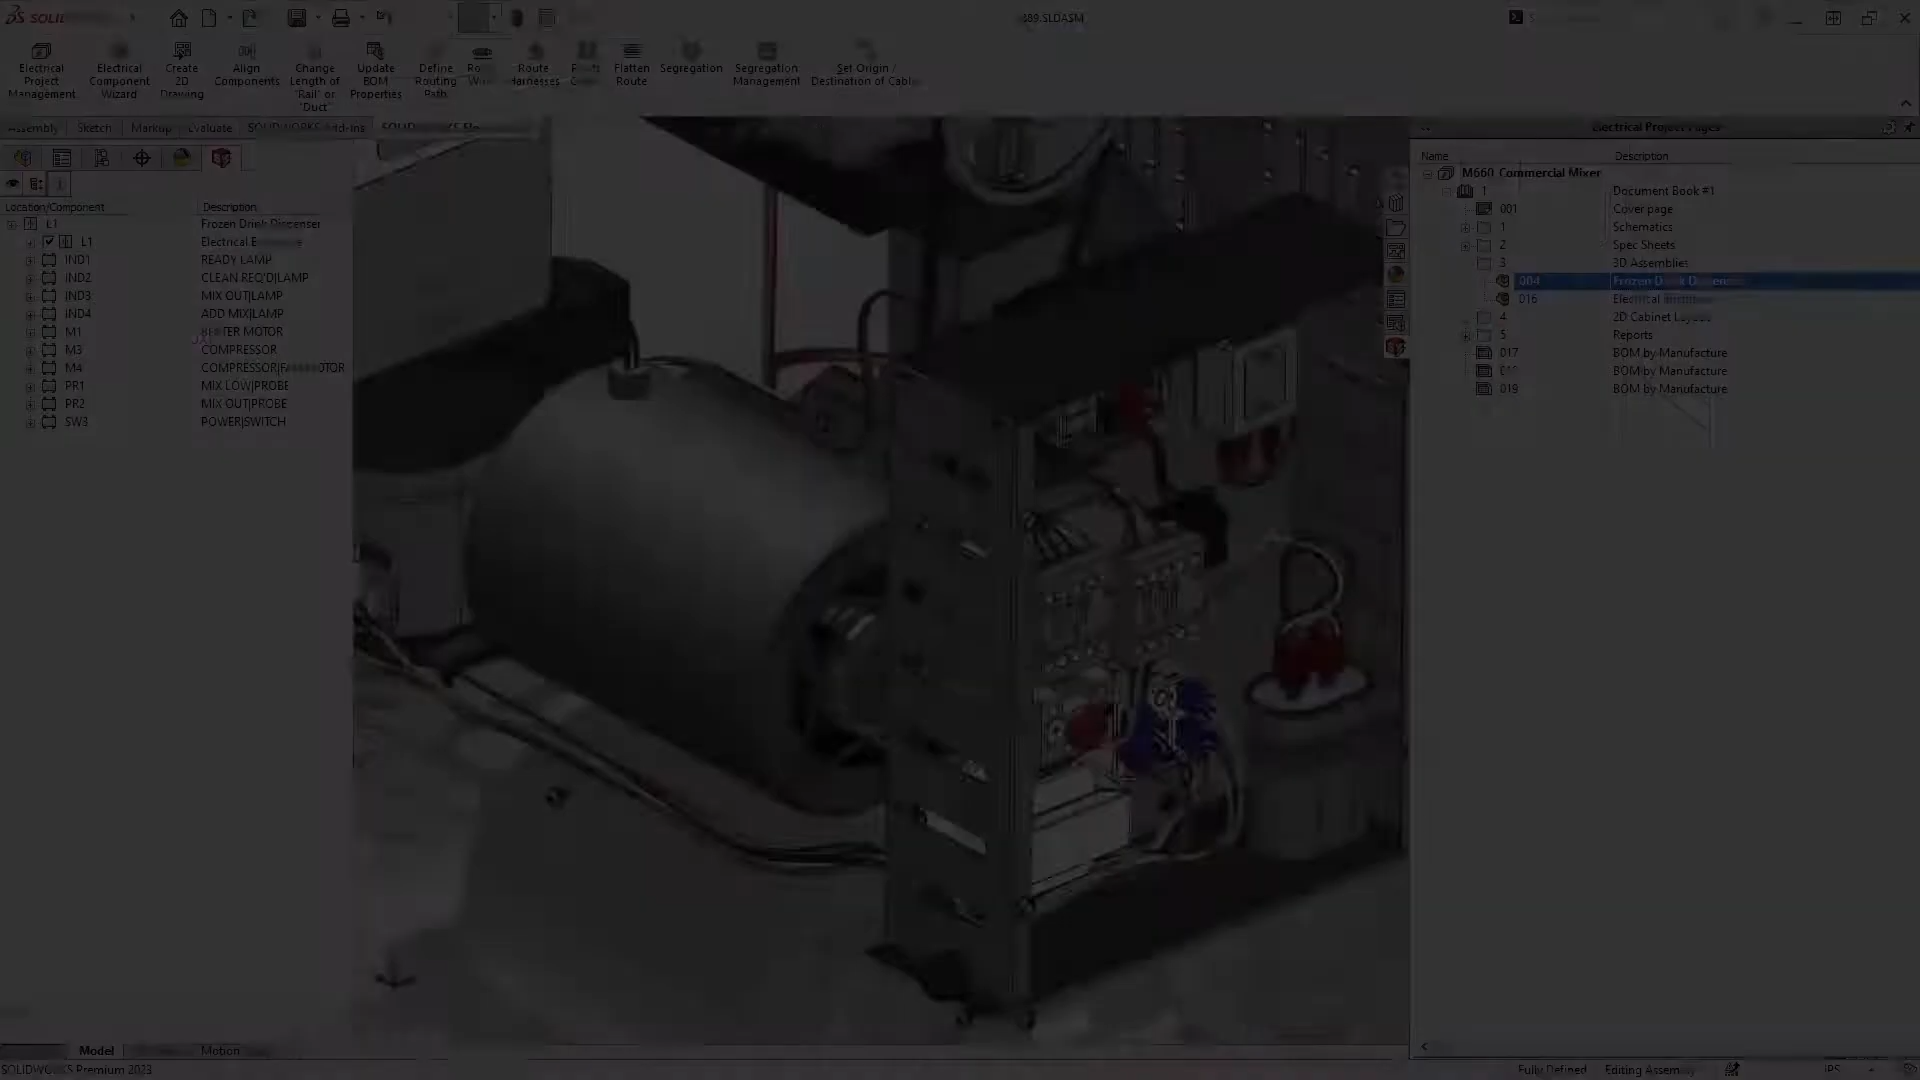 389.SLDASM
Electrical Project Management
Electrical Component Wizard
Create 2D Drawing
Align Components
Change Length of "Rail" or "Duct"
Update BOM Properties
Define Routing Path
Route
Route Harnesses
Flatten Route
Segregation
Segregation Management
Set Origin / Destination of Cable
Assembly Sketch Markup Evaluate SOLIDWORKS Add-Ins
Location/Component Description
L1 Frozen Drink Dispenser
L1 Electrical
IND1 READY LAMP
IND2 CLEAN REQ'D|LAMP
IND3 MIX OUT|LAMP
IND4 ADD MIX|LAMP
M1 BEATER MOTOR
M3 COMPRESSOR
M4
PR1 MIX LOW|PROBE
PR2 MIX OUT|PROBE
SW3 POWER|SWITCH
Electrical Project Pages
Name Description
M660 Commercial Mixer
1 Document Book #1
001 Cover page
1 Schematics
2 Spec Sheets
3 3D Assemblies
004 Frozen Drink Dispenser
016 Electrical
4 2D Cabinet
5 Reports
017 BOM by Manufacture
BOM by Manufacture
019 BOM by Manufacture
Model Motion
SOLIDWORKS Premium 2023
Fully Defined Editing Assembly IPS